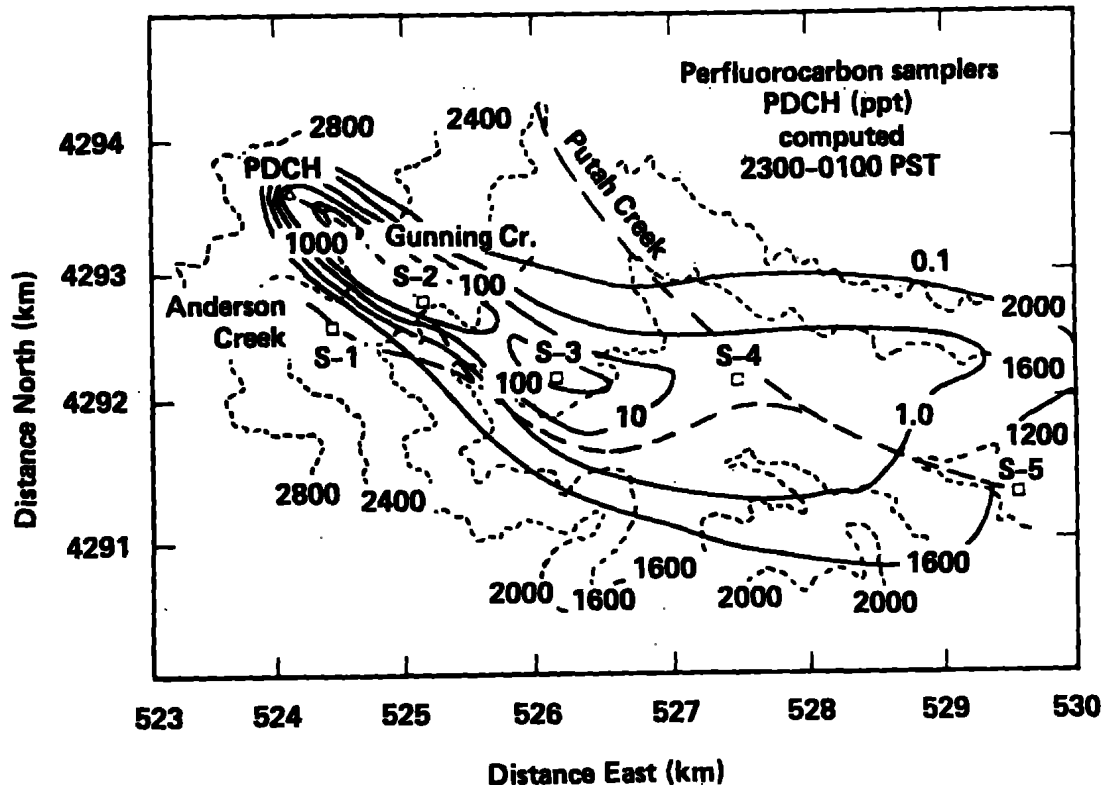 Perfluorocarbon samplers
PDCH (ppt)
computed
2300-0100 PST
2800
2400
4294
PDCH
Putah Creek
1000
Gunning Cr.
4293
S-2
100
0.1
2000
Anderson
Creek
S-1
S-3
S-4
1600
100
4292
10
1.0
1200
S-5
2800
2400
4291
1600
1600
2000
1600
2000
2000
Distance North (km)
523
524
525
526
527
528
529
530
Distance East (km)